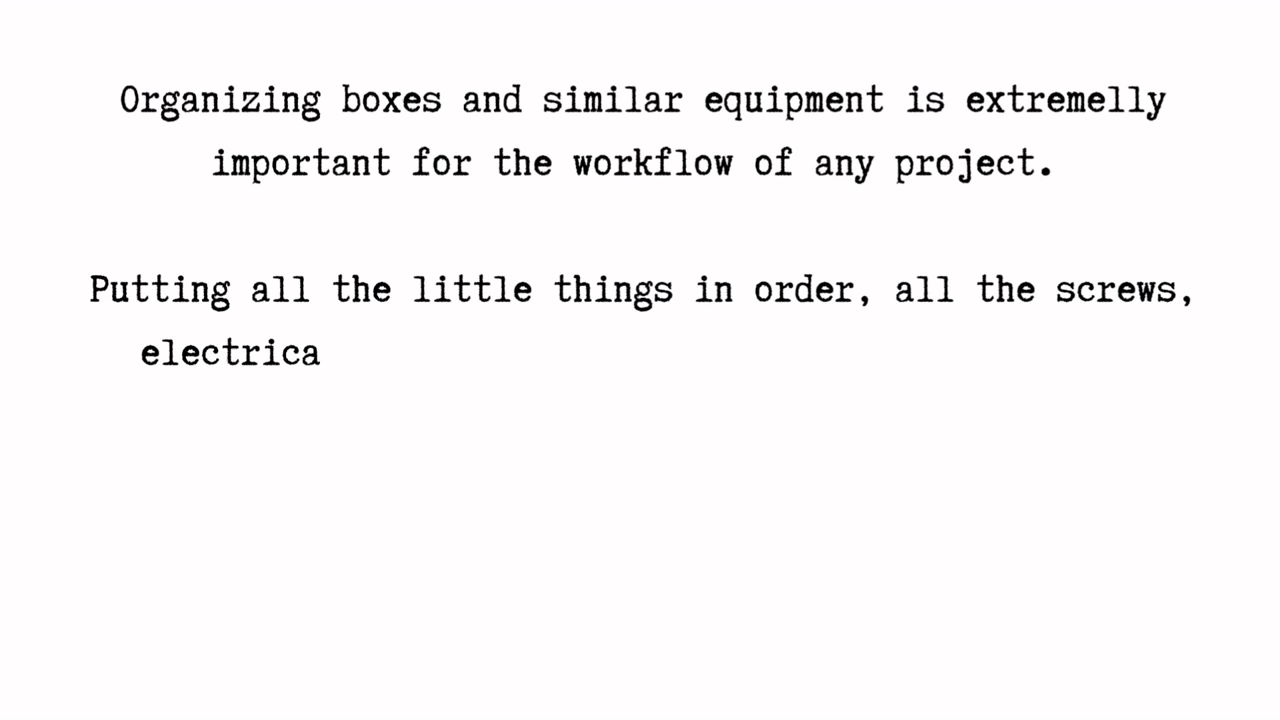 Organizing boxes and similar equipment is extremelly
important for the workflow of any project.
Putting all the little things in order, all the screws,
electrica